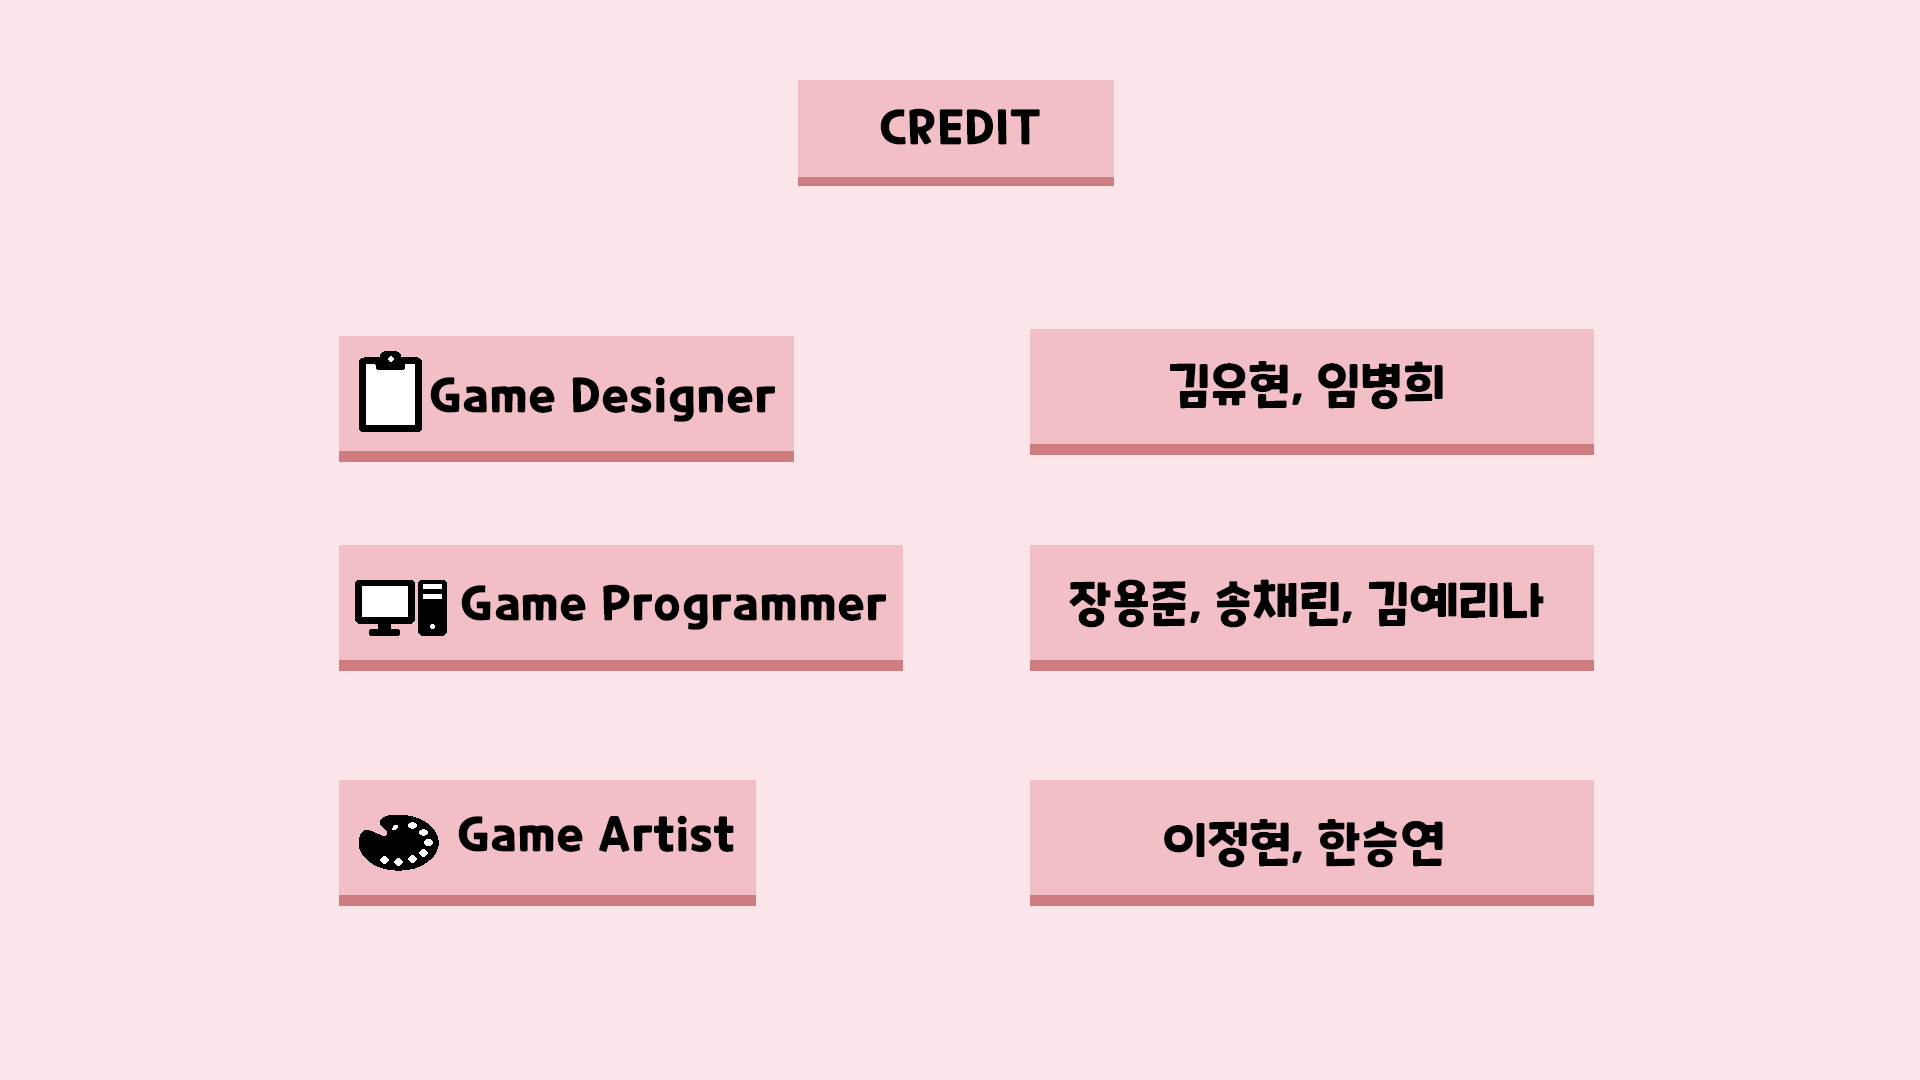 CREDIT
Game Designer
김유현, 임병희
Game Programmer
장용준, 송채린, 김예리나
Game Artist
이정현, 한승연